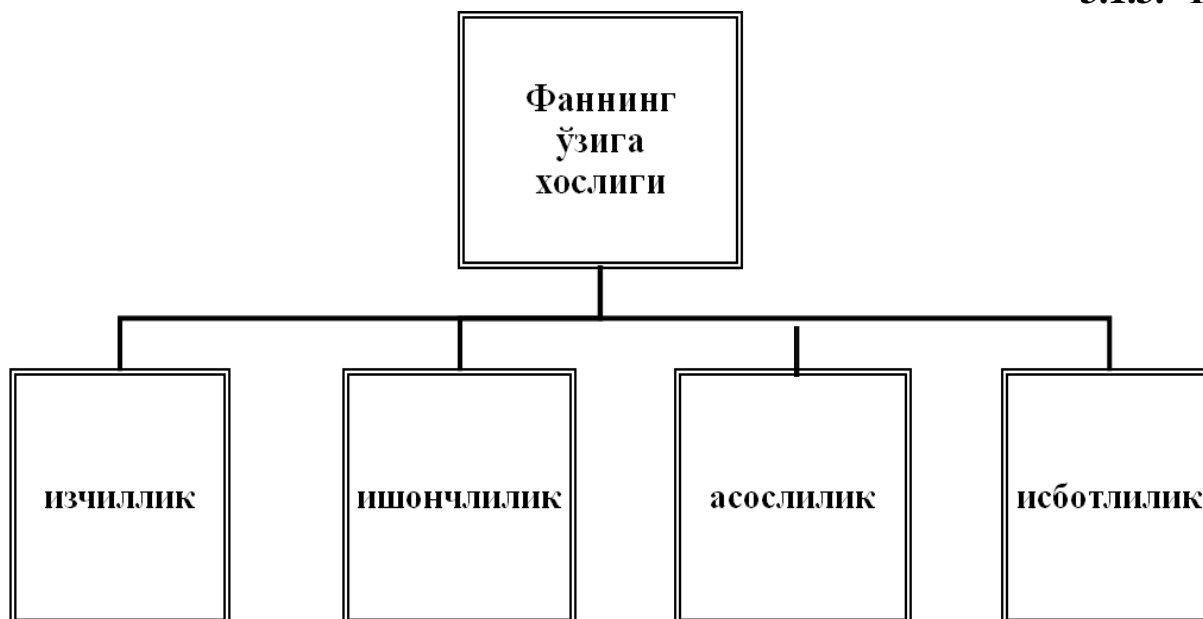 Фаннинг
ўзига
хослиги
изчиллик
ишончлилик
асослилик
исботлилик